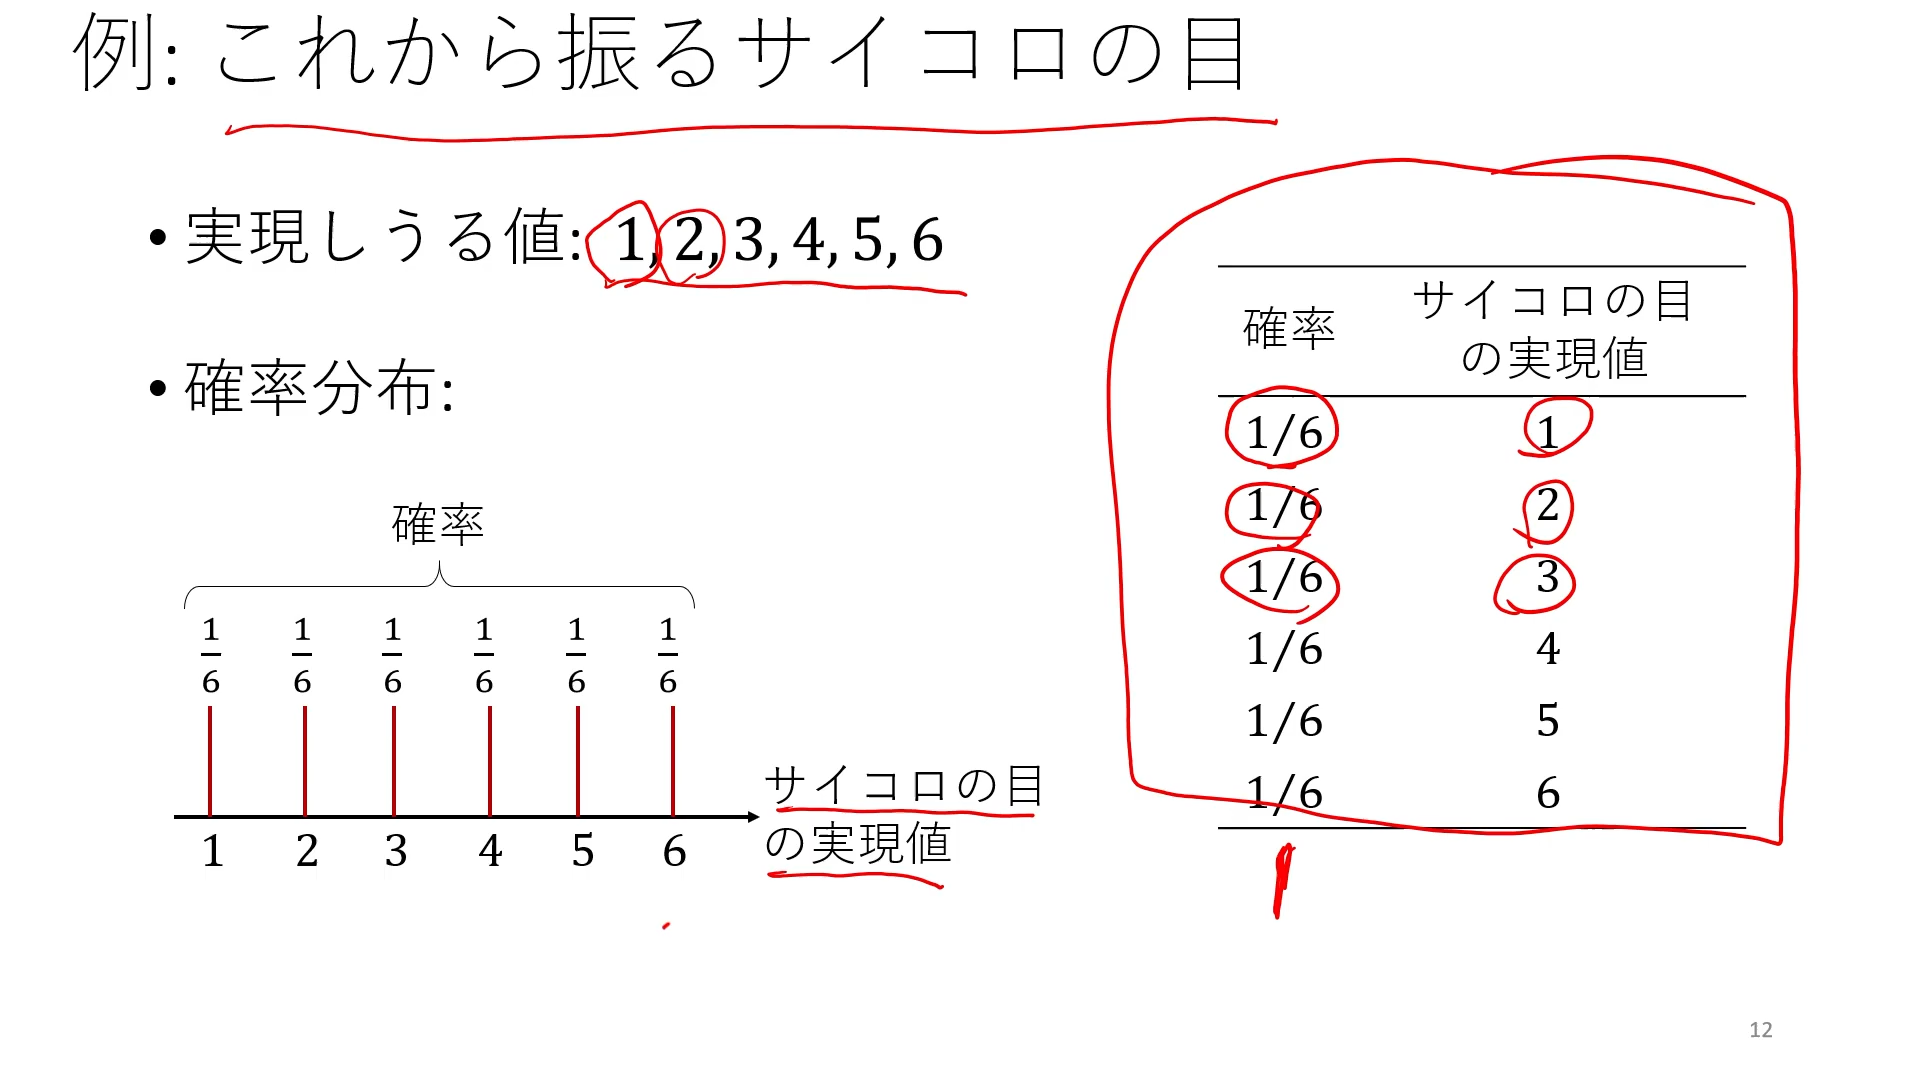 例: これから振るサイコロの目
• 実現しうる値: 1, 2, 3, 4, 5, 6
• 確率分布:
確率
1/6 1/6 1/6 1/6 1/6 1/6
1 2 3 4 5 6
サイコロの目
の実現値
確率 サイコロの目
の実現値
1/6 1
1/6 2
1/6 3
1/6 4
1/6 5
1/6 6
12